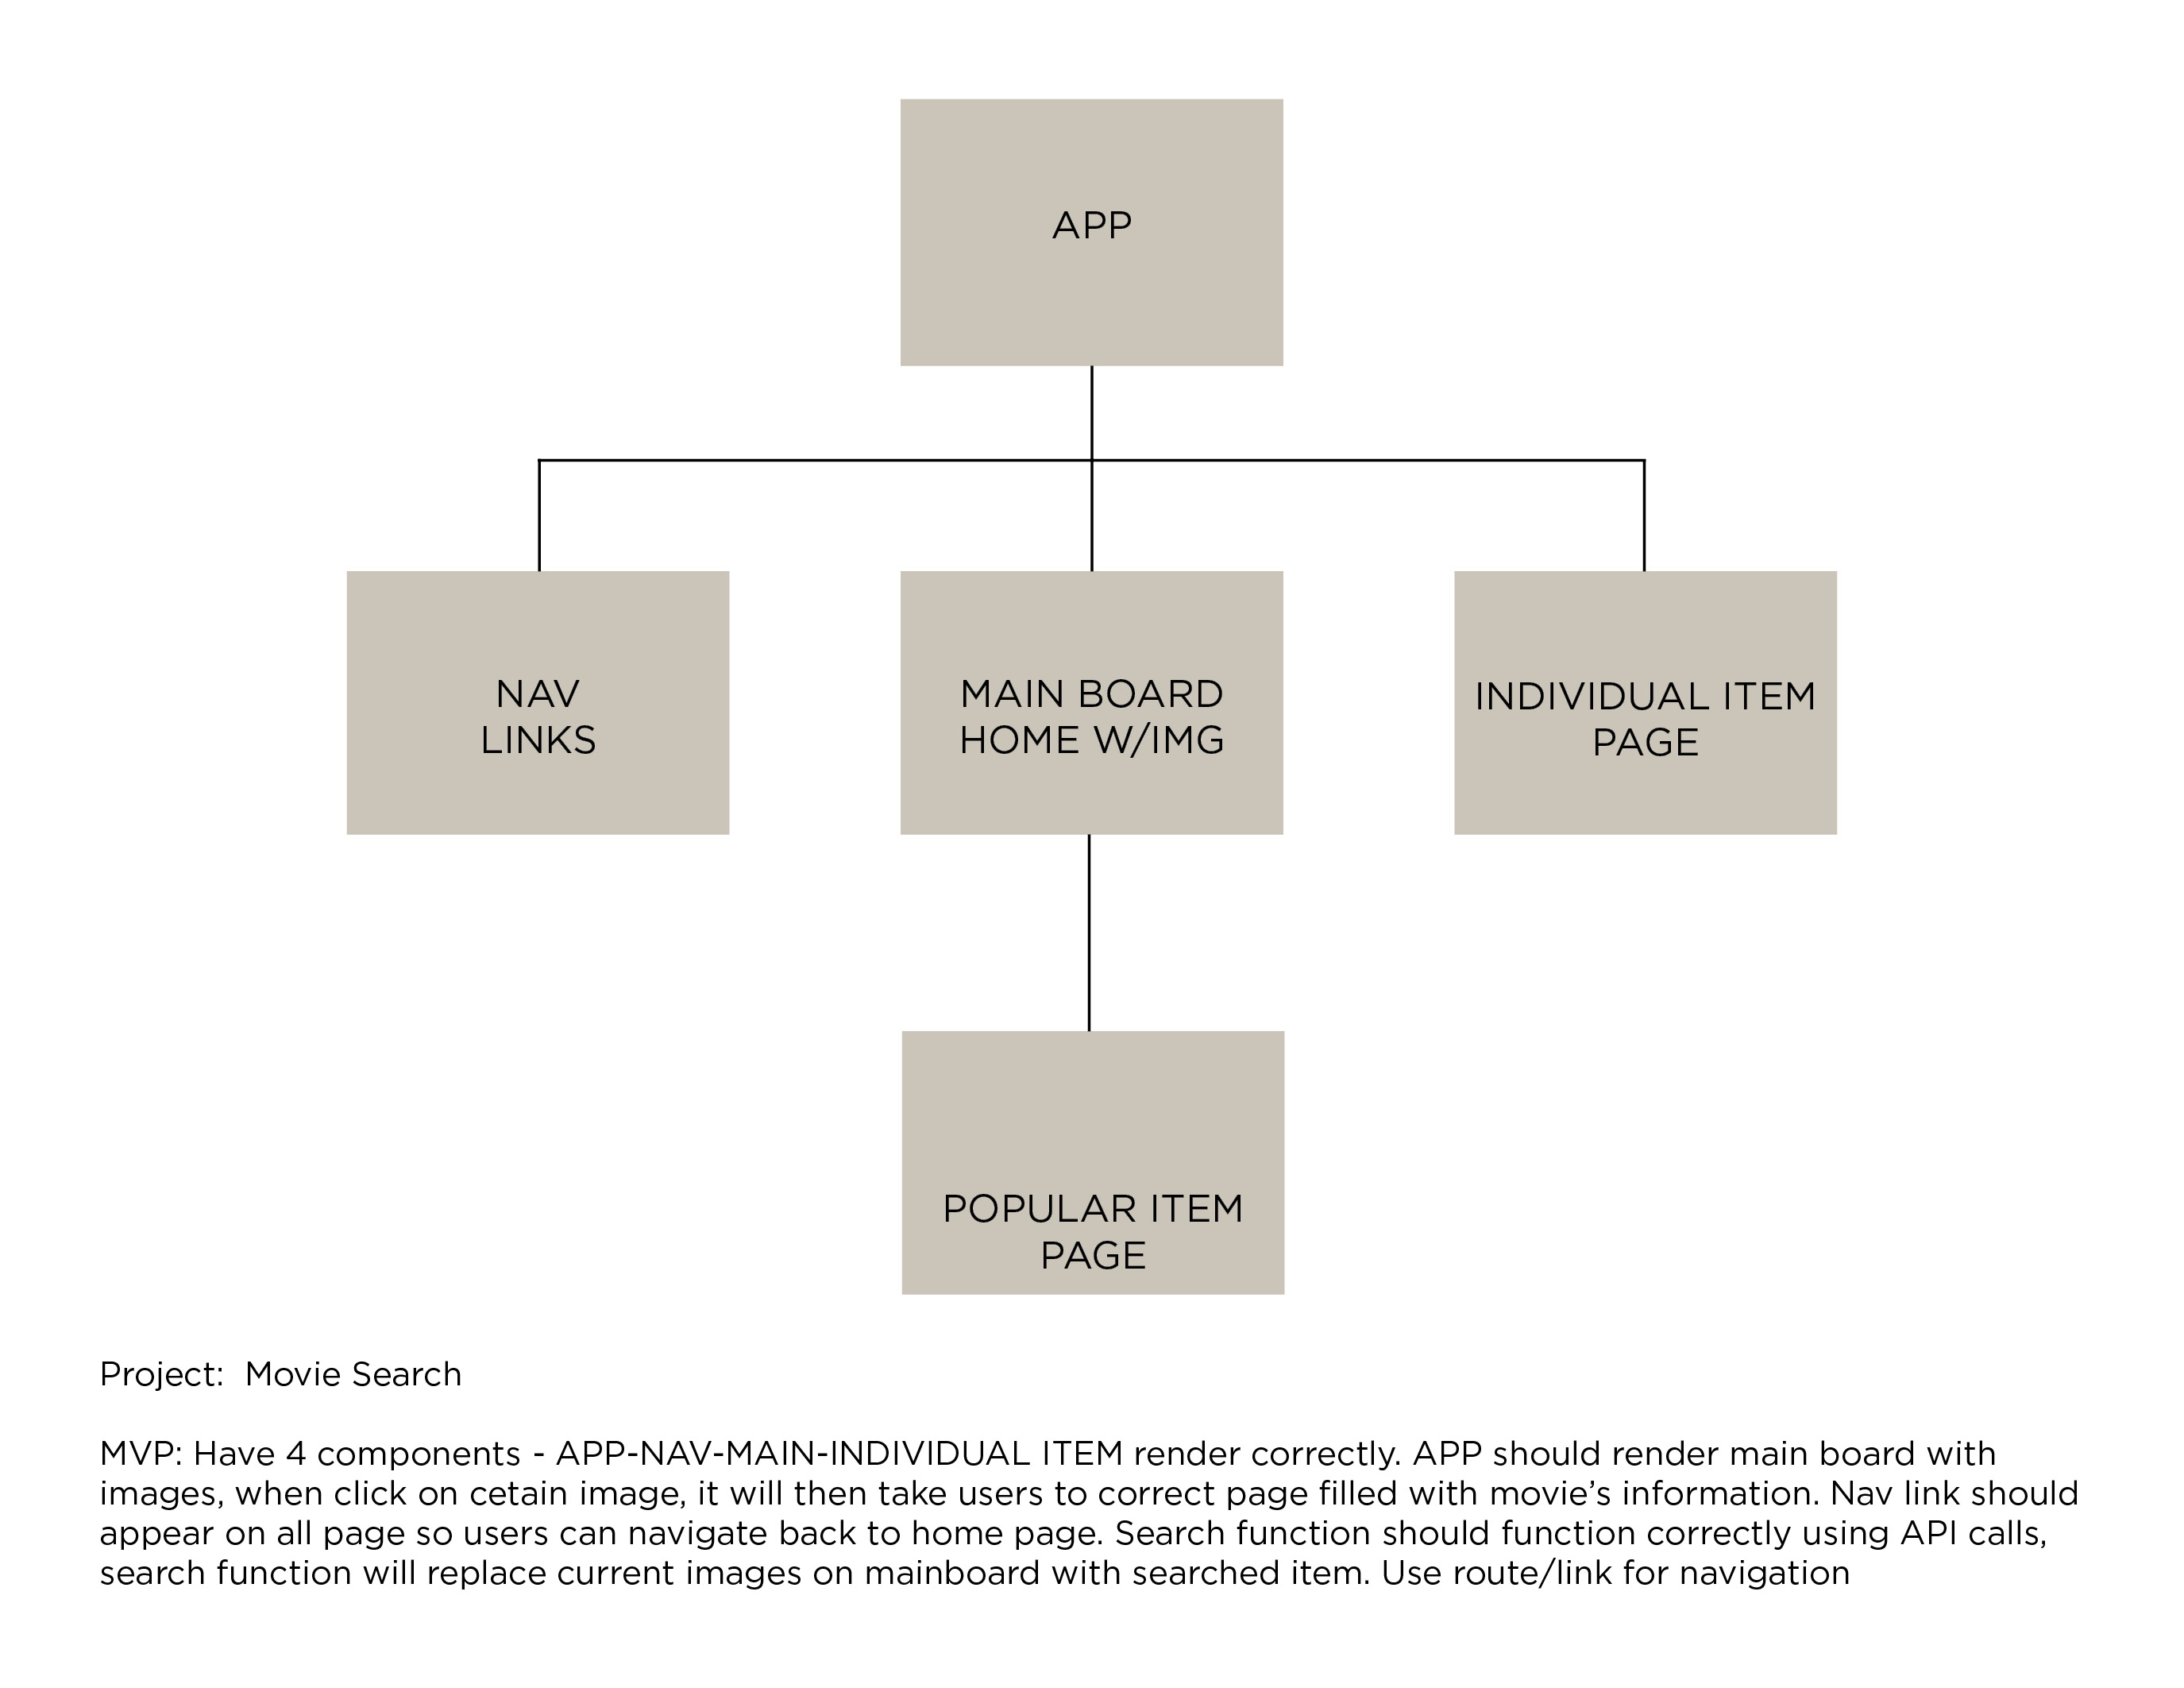 APP
NAV
LINKS
MAIN BOARD
HOME W/IMG
INDIVIDUAL ITEM
PAGE
POPULAR ITEM
PAGE
Project:  Movie Search
MVP: Have 4 components - APP-NAV-MAIN-INDIVIDUAL ITEM render correctly. APP should render main board with
images, when click on cetain image, it will then take users to correct page filled with movie’s information. Nav link should
appear on all page so users can navigate back to home page. Search function should function correctly using API calls,
search function will replace current images on mainboard with searched item. Use route/link for navigation